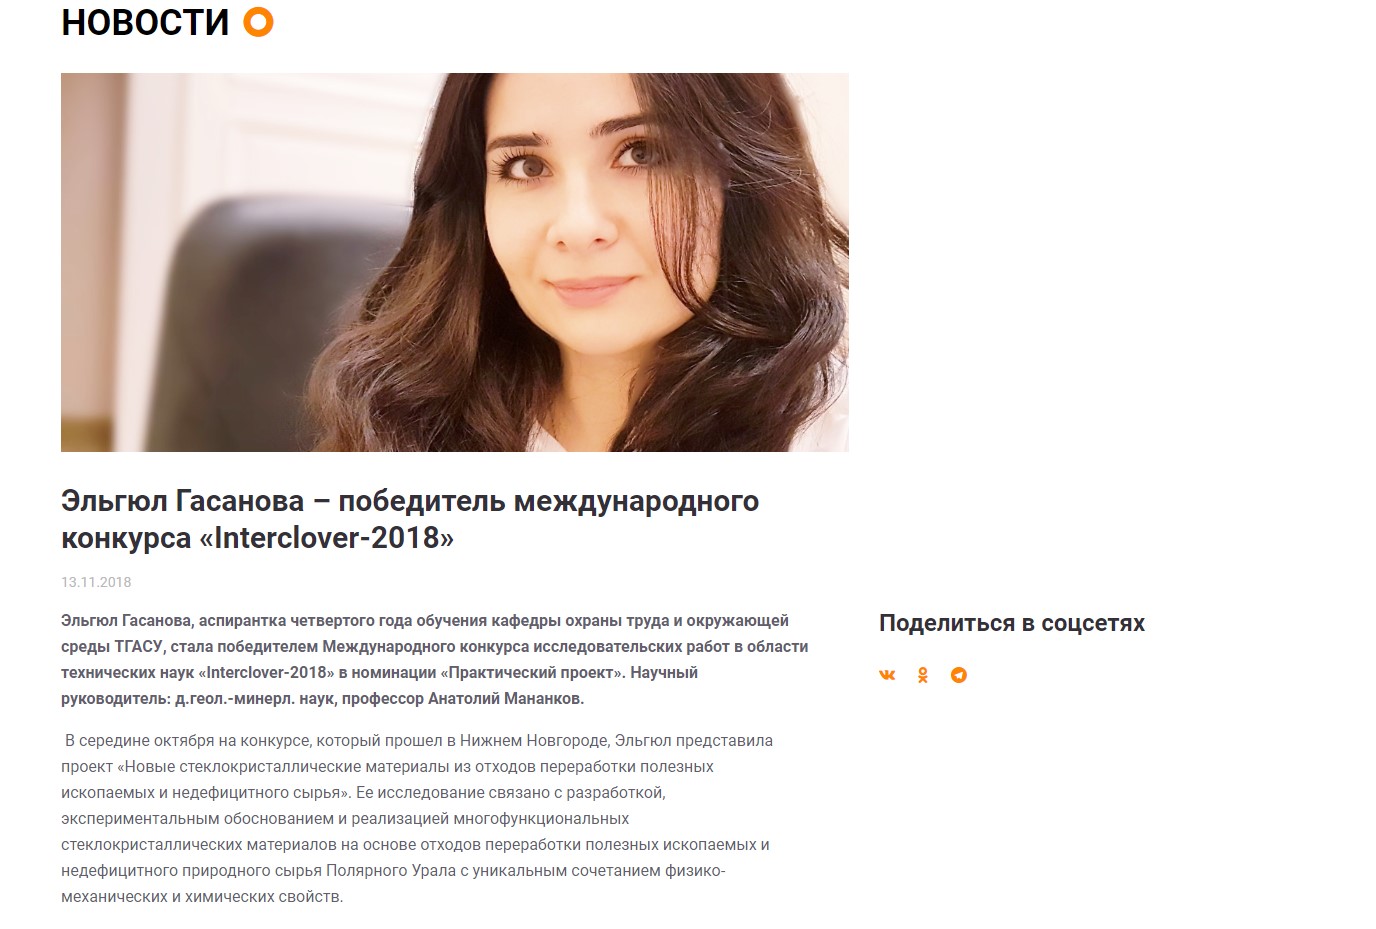 НОВОСТИ
Эльгюл Гасанова – победитель международного
конкурса «Interclover-2018»
13.11.2018
Эльгюл Гасанова, аспирантка четвертого года обучения кафедры охраны труда и окружающей
среды ТГАСУ, стала победителем Международного конкурса исследовательских работ в области
технических наук «Interclover-2018» в номинации «Практический проект». Научный
руководитель: д.геол.-минерл. наук, профессор Анатолий Мананков.
В середине октября на конкурсе, который прошел в Нижнем Новгороде, Эльгюл представила
проект «Новые стеклокристаллические материалы из отходов переработки полезных
ископаемых и недефицитного сырья». Ее исследование связано с разработкой,
экспериментальным обоснованием и реализацией многофункциональных
стеклокристаллических материалов на основе отходов переработки полезных ископаемых и
недефицитного природного сырья Полярного Урала с уникальным сочетанием физико-
механических и химических свойств.
Поделиться в соцсетях